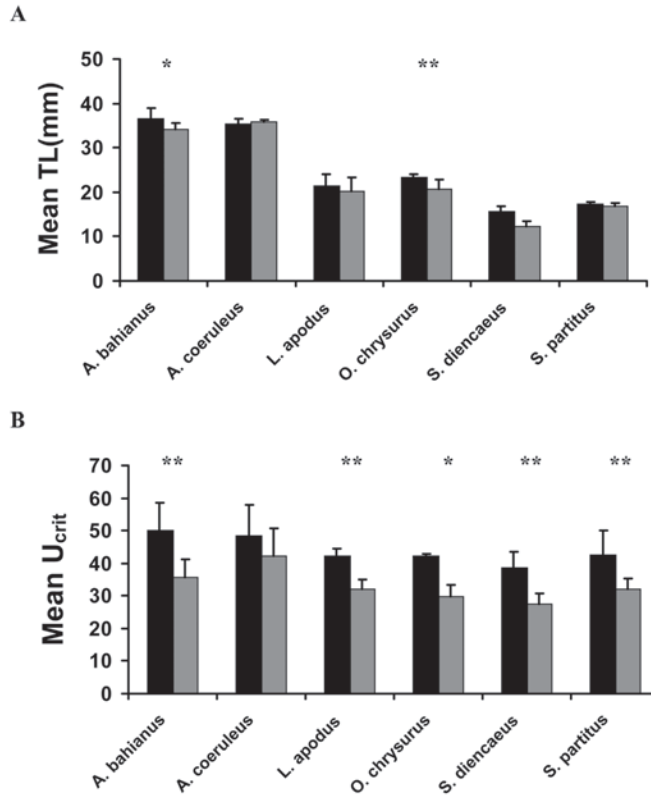 A
50
40
30
20
10
0
Mean TL(mm)
*
**
A. bahianus
A. coeruleus
L. apodus
O. chrysurus
S. diencaeus
S. partitus
B
70
60
50
40
30
20
10
0
Mean Ucrit
**
**
*
**
**
A. bahianus
A. coeruleus
L. apodus
O. chrysurus
S. diencaeus
S. partitus